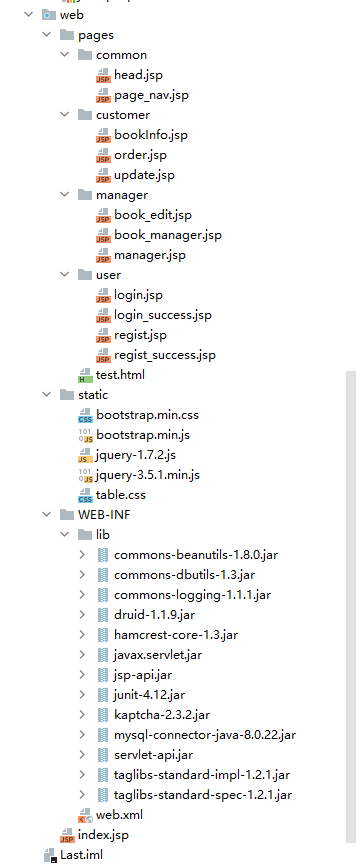 web
pages
common
head.jsp
page_nav.jsp
customer
bookInfo.jsp
order.jsp
update.jsp
manager
book_edit.jsp
book_manager.jsp
manager.jsp
user
login.jsp
login_success.jsp
regist.jsp
regist_success.jsp
test.html
static
bootstrap.min.css
bootstrap.min.js
jquery-1.7.2.js
jquery-3.5.1.min.js
table.css
WEB-INF
lib
commons-beanutils-1.8.0.jar
commons-dbutils-1.3.jar
commons-logging-1.1.1.jar
druid-1.1.9.jar
hamcrest-core-1.3.jar
javax.servlet.jar
jsp-api.jar
junit-4.12.jar
kaptcha-2.3.2.jar
mysql-connector-java-8.0.22.jar
servlet-api.jar
taglibs-standard-impl-1.2.1.jar
taglibs-standard-spec-1.2.1.jar
web.xml
index.jsp
Last.iml